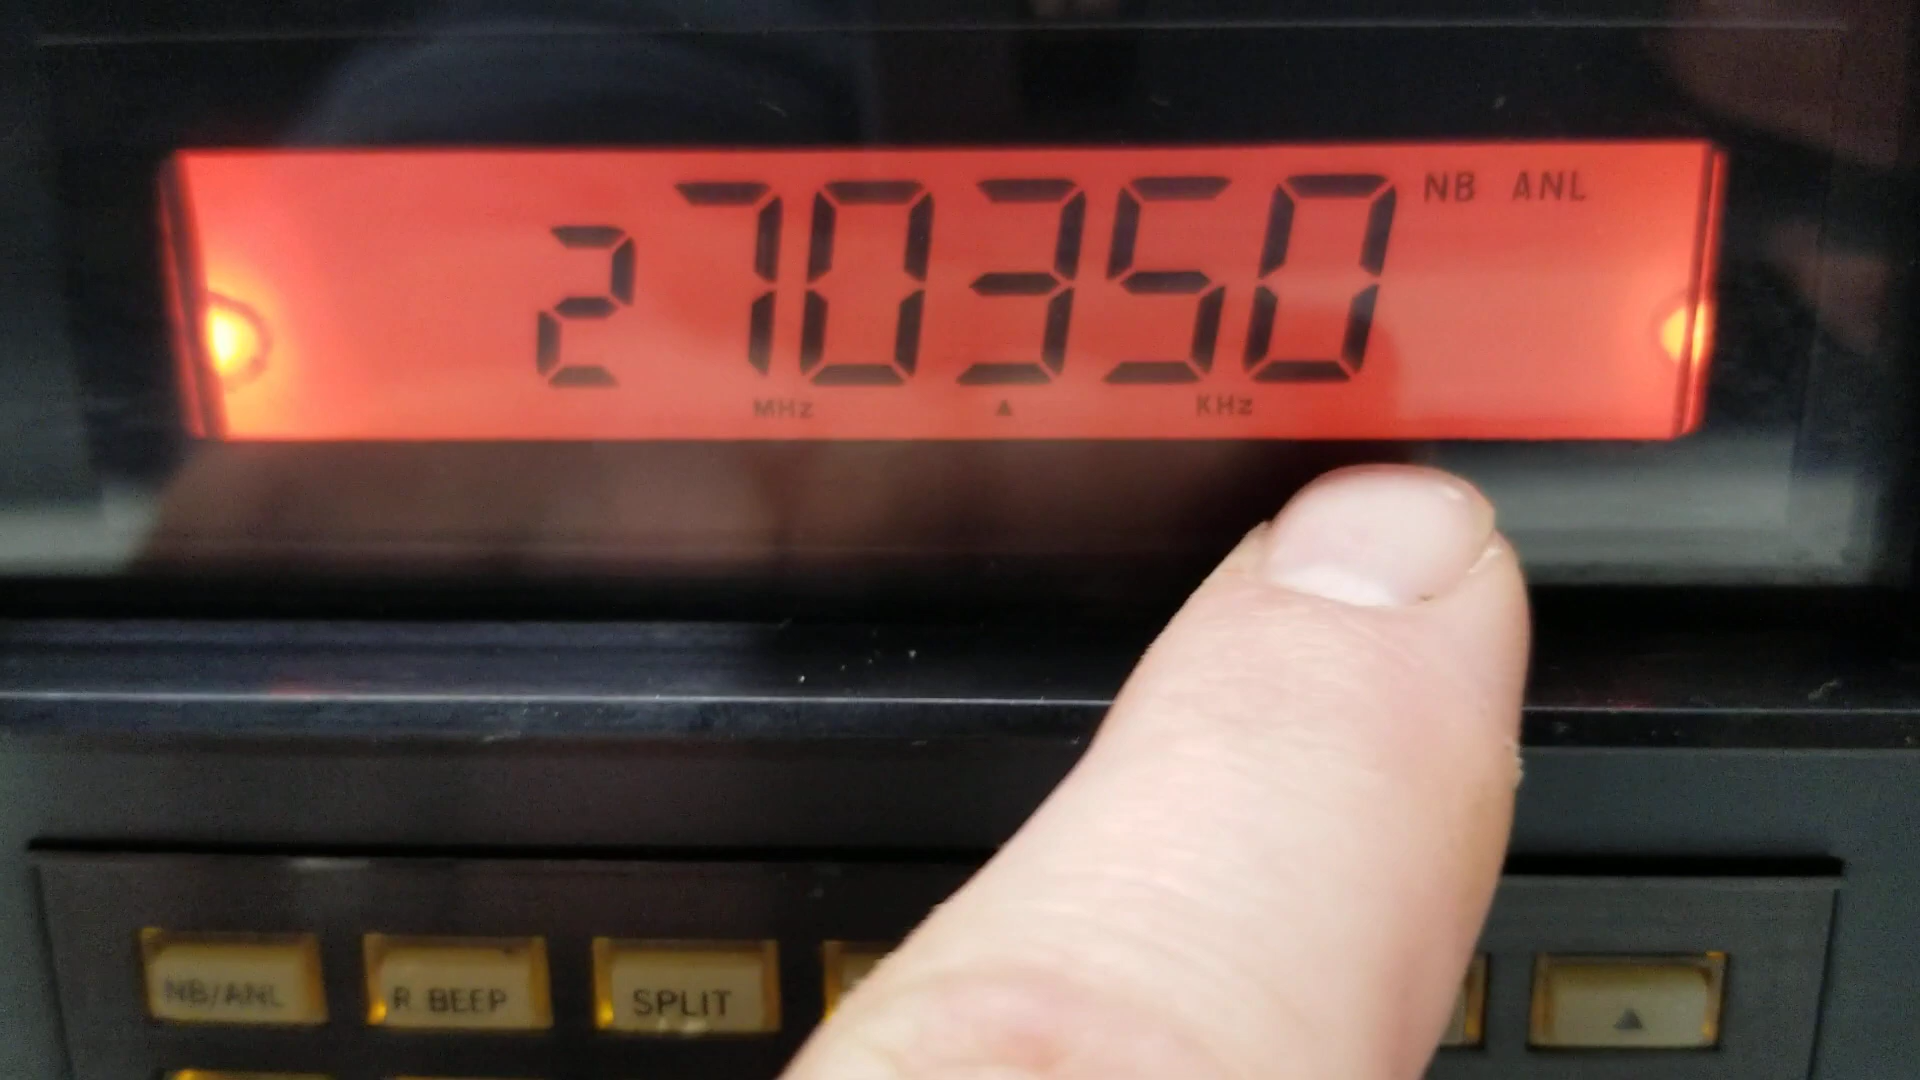 270350 NB ANL
MHz ▲ KHz
NB/ANL R. BEEP SPLIT ▲